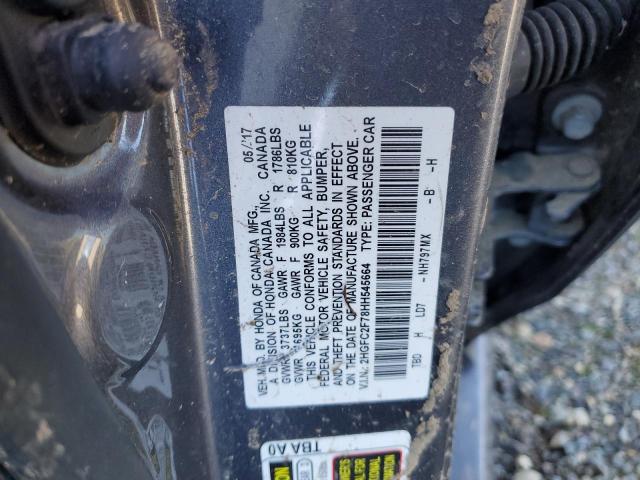 VEH. MFD. BY HONDA OF CANADA MFG. 05/17
A DIVISION OF HONDA CANADA INC. CANADA
GVWR 3737LBS GAWR F 1984LBS R 1786LBS
GVWR 1695KG GAWR F 900KG R 810KG
THIS VEHICLE CONFORMS TO ALL APPLICABLE
FEDERAL MOTOR VEHICLE SAFETY, BUMPER,
AND THEFT PREVENTION STANDARDS IN EFFECT
ON THE DATE OF MANUFACTURE SHOWN ABOVE.
V.I.N.: 2HGFC2F78HH545664 TYPE: PASSENGER CAR
TBD H LD7 - NH797MX - B - H
TBA A0